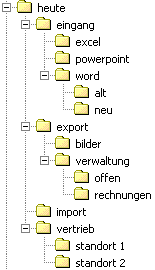 heute
eingang
excel
powerpoint
word
alt
neu
export
bilder
verwaltung
offen
rechnungen
import
vertrieb
standort 1
standort 2